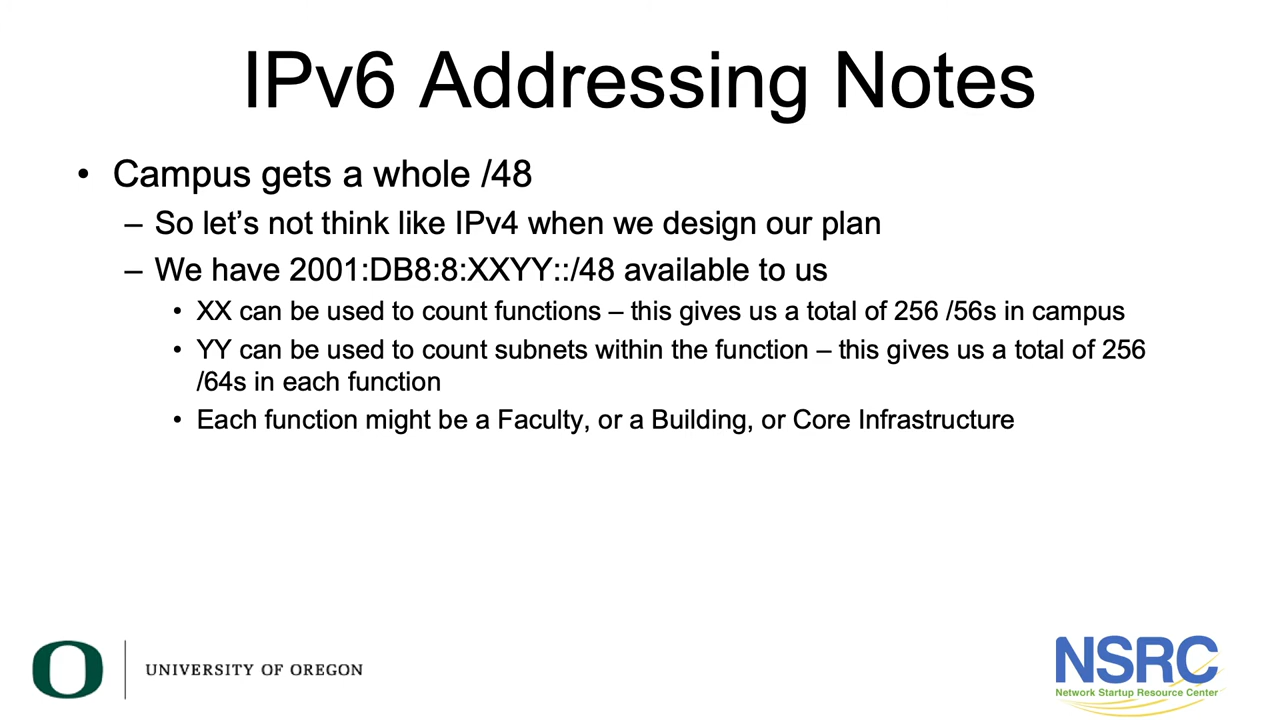 IPv6 Addressing Notes
• Campus gets a whole /48
– So let’s not think like IPv4 when we design our plan
– We have 2001:DB8:8:XXYY::/48 available to us
• XX can be used to count functions – this gives us a total of 256 /56s in campus
• YY can be used to count subnets within the function – this gives us a total of 256
/64s in each function
• Each function might be a Faculty, or a Building, or Core Infrastructure
O
UNIVERSITY OF OREGON
NSRC
Network Startup Resource Center